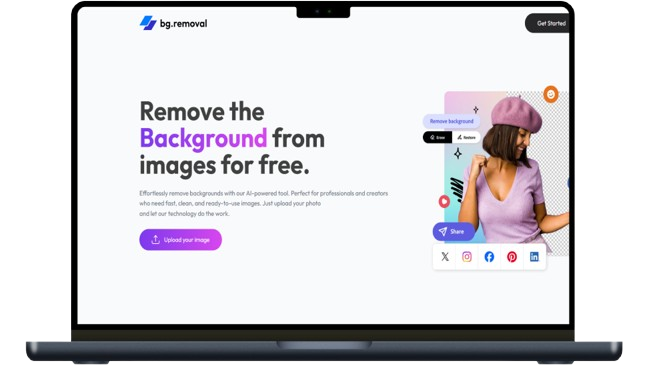 bg.removal
Get Started
Remove the
Background from
images for free.
Effortlessly remove backgrounds with our AI-powered tool. Perfect for professionals and creators
who need fast, clean, and ready-to-use images. Just upload your photo
and let our technology do the work.
Upload your image
Remove background
Erase
Restore
Share